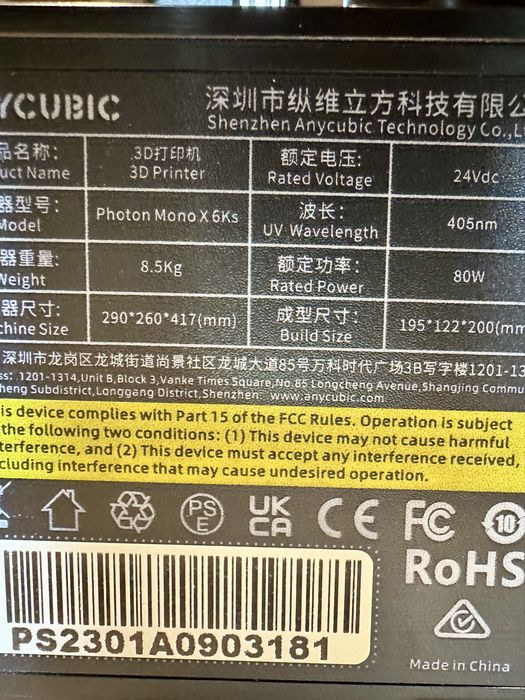 YCUBIC
深圳市纵维立方科技有限公
Shenzhen Anycubic Technology Co.,L
品名称：
uct Name
3D打印机
3D Printer
额定电压：
Rated Voltage
24Vdc
器型号：
Model
Photon Mono X 6Ks
波长：
UV Wavelength
405nm
器重量：
Weight
8.5Kg
额定功率：
Rated Power
80W
器尺寸：
chine Size
290*260*417(mm)
成型尺寸：
Build Size
195*122*200(mm
深圳市龙岗区龙城街道尚景社区龙城大道85号万科时代广场3B写字楼1201-13
ss: 1201-1314,Unit B,Block 3,Vanke Times Square,No.85 Longcheng Avenue,Shangjing Commu
heng Subdistrict,Longgang District,Shenzhen www.anycubic.com
is device complies with Part 15 of the FCC Rules. Operation is subject
the following two conditions: (1) This device may not cause harmful
terference, and (2) This device must accept any interference received,
cluding interference that may cause undesired operation.
PS
E
UK
CA
CE
FC
10
RoHS
PS2301A0903181
Made in China